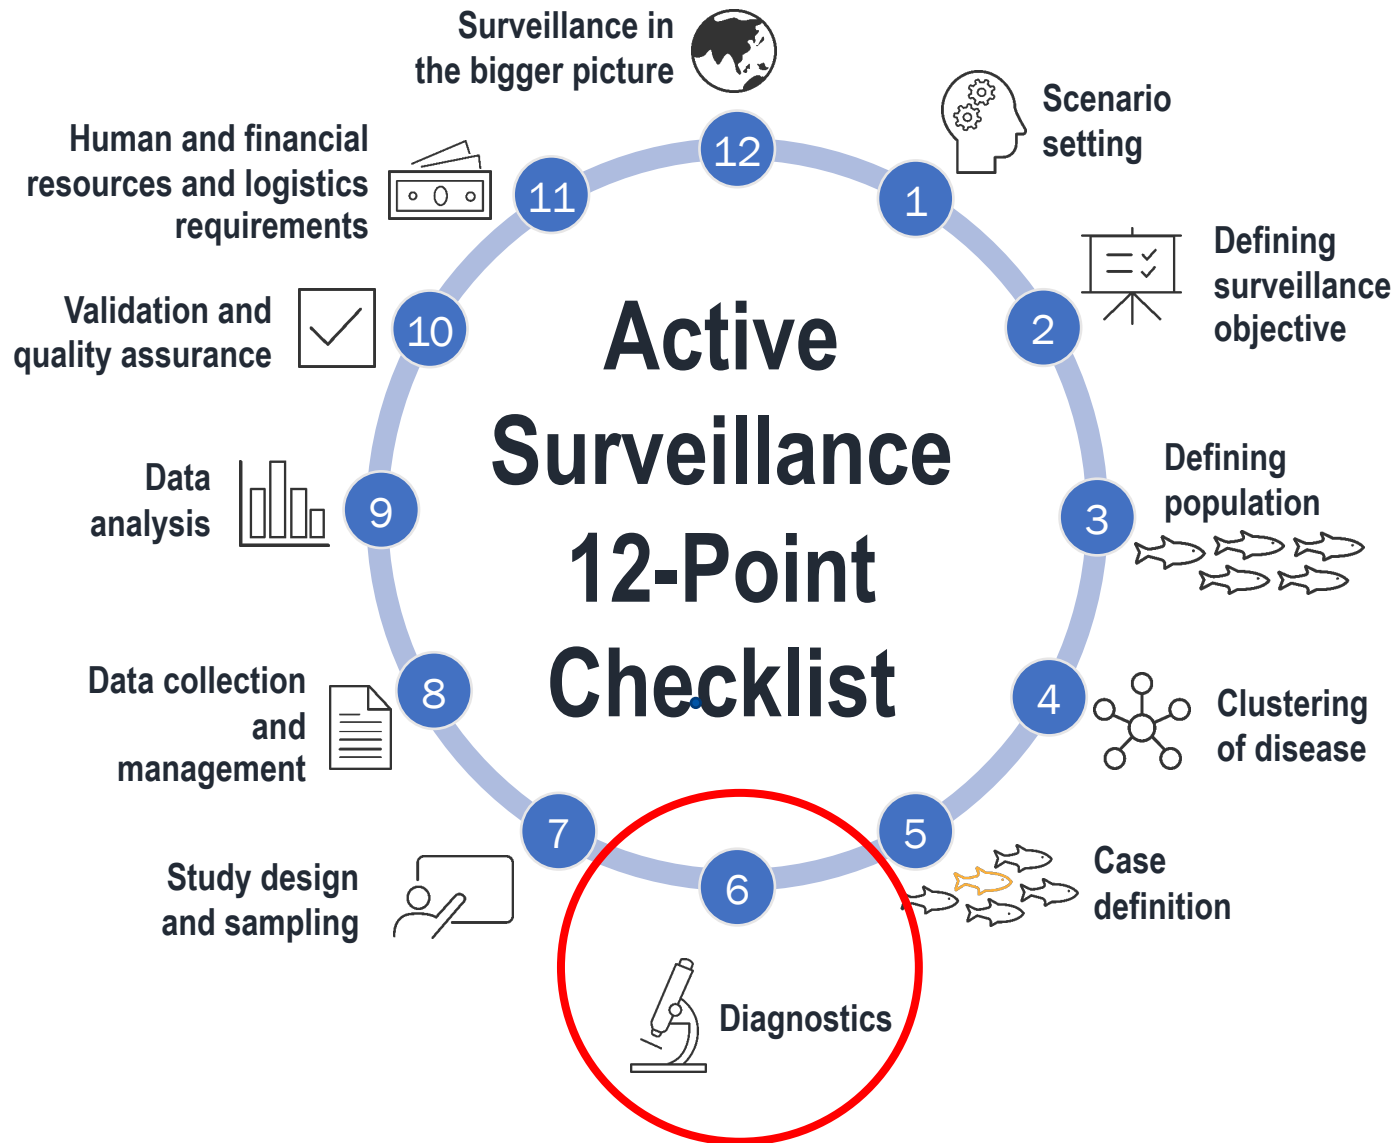 Surveillance in
the bigger picture
12
Scenario
setting
1
Defining
surveillance
objective
2
Defining
population
3
Clustering
of disease
4
Case
definition
5
Diagnostics
6
Study design
and sampling
7
Data collection
and
management
8
Data
analysis
9
Validation and
quality assurance
10
Human and financial
resources and logistics
requirements
11
Active
Surveillance
12-Point
Checklist